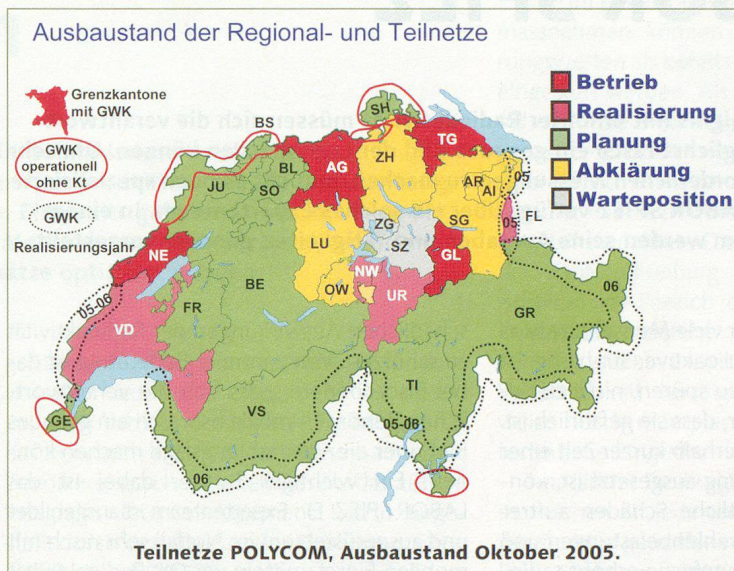 Ausbaustand der Regional- und Teilnetze
Grenzkantone
mit GWK
GWK
operationell
ohne Kt
GWK
Realisierungsjahr
Betrieb
Realisierung
Planung
Abklärung
Warteposition
BS
SH
TG
ZH
BL
AG
JU
SO
AR
AI
05
ZG
SG
FL
LU
SZ
05
NE
NW
GL
BE
OW
UR
05-06
FR
GR
06
VD
TI
VS
05-06
GE
06
Teilnetze POLYCOM, Ausbaustand Oktober 2005.